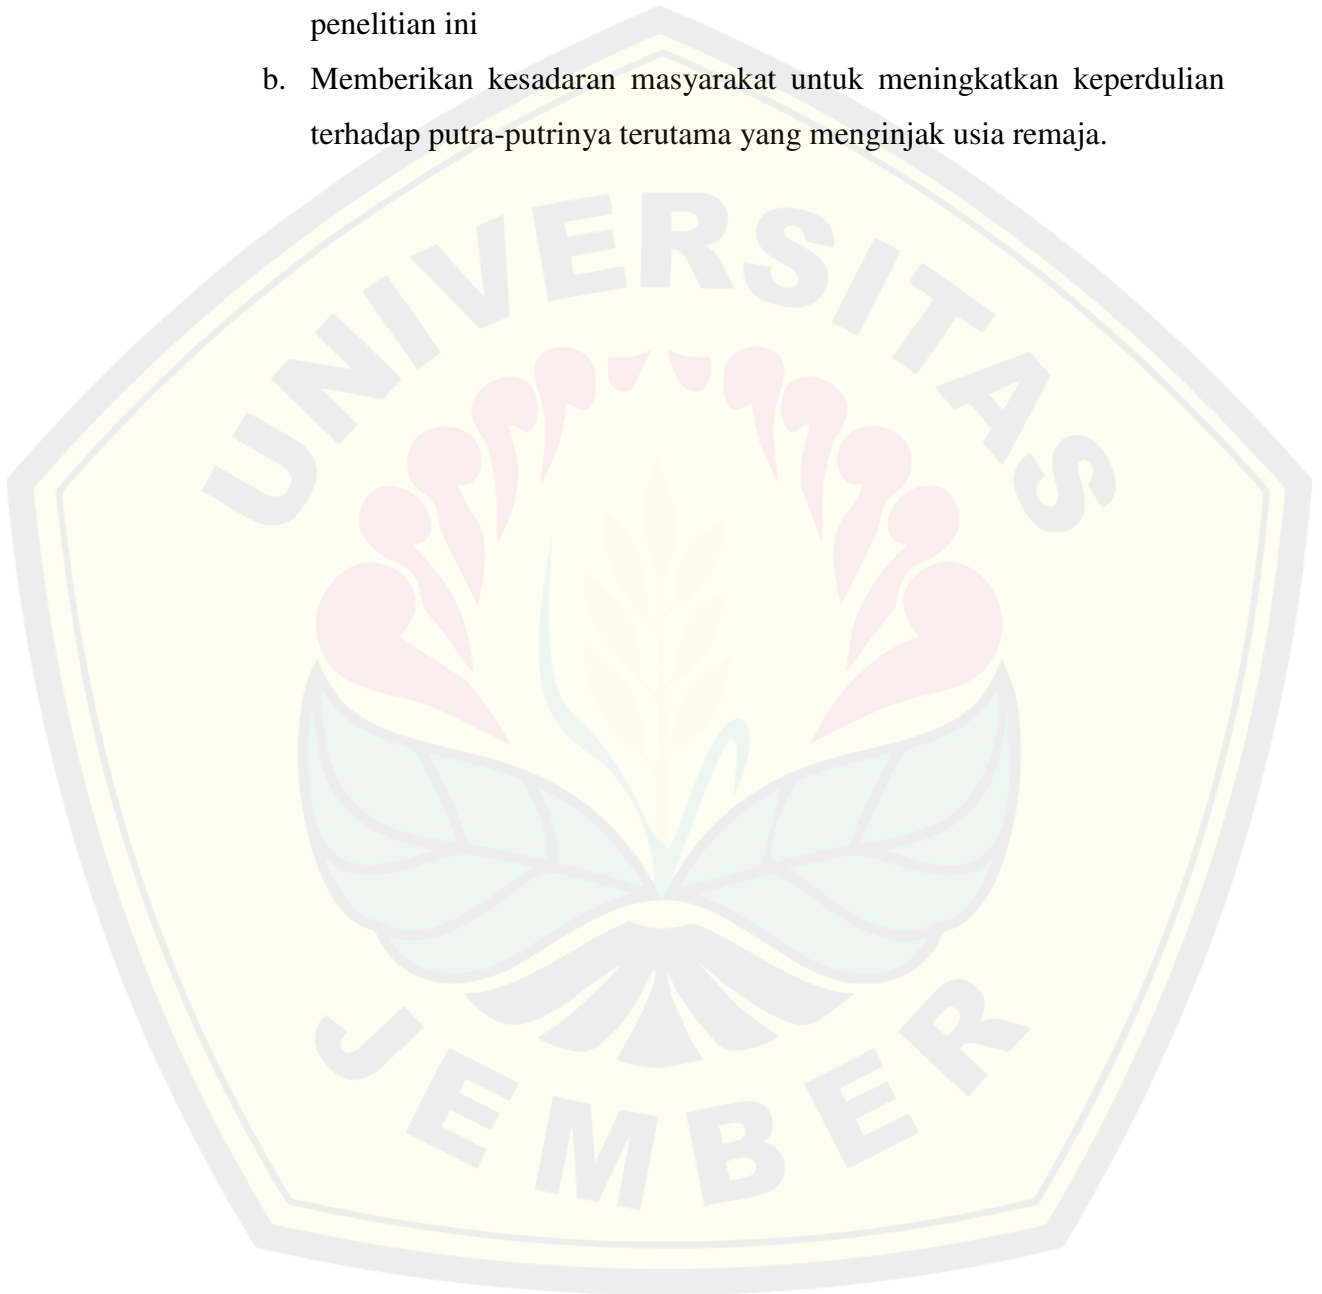 penelitian ini
b. Memberikan kesadaran masyarakat untuk meningkatkan keperdulian
terhadap putra-putrinya terutama yang menginjak usia remaja.
UNIVERSITAS
JEMBER